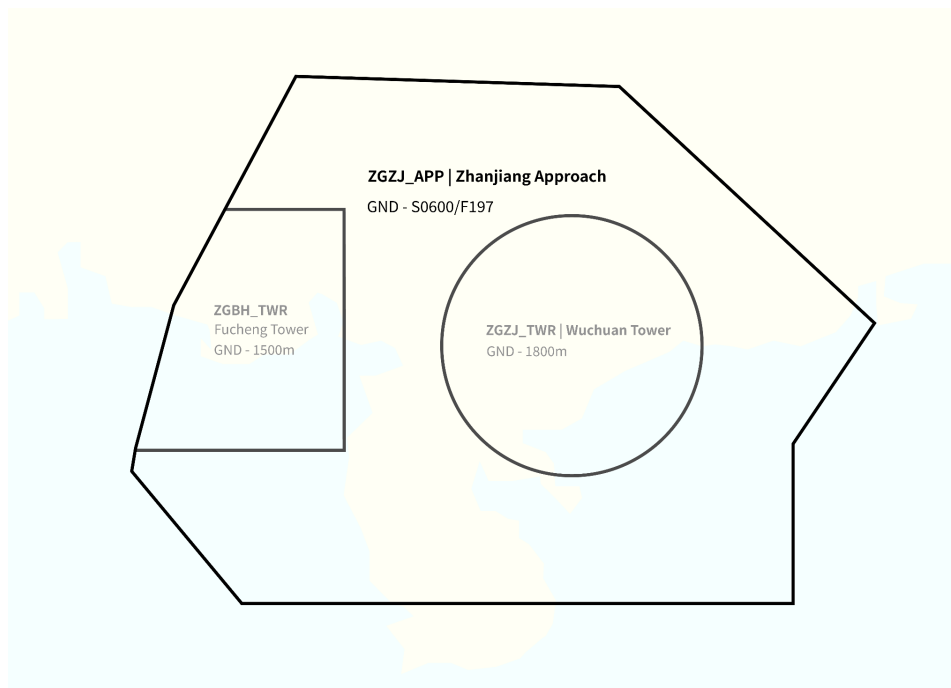 ZGZJ_APP | Zhanjiang Approach
GND - S0600/F197
ZGBH_TWR
Fucheng Tower
GND - 1500m
ZGZJ_TWR | Wuchuan Tower
GND - 1800m